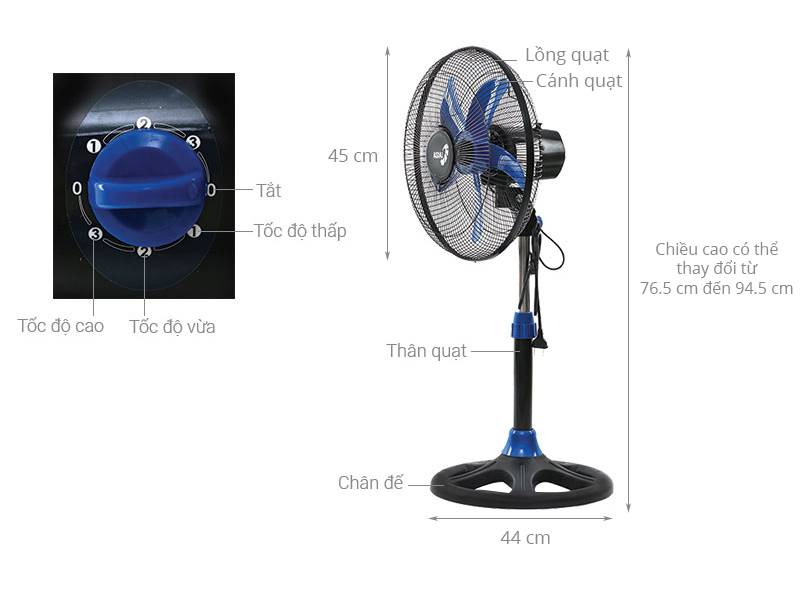 Lồng quạt
Cánh quạt
45 cm
Chiều cao có thể
thay đổi từ
76.5 cm đến 94.5 cm
Thân quạt
Chân đế
44 cm
2
1 3
0 0
3 1
2
Tắt
Tốc độ thấp
Tốc độ cao Tốc độ vừa